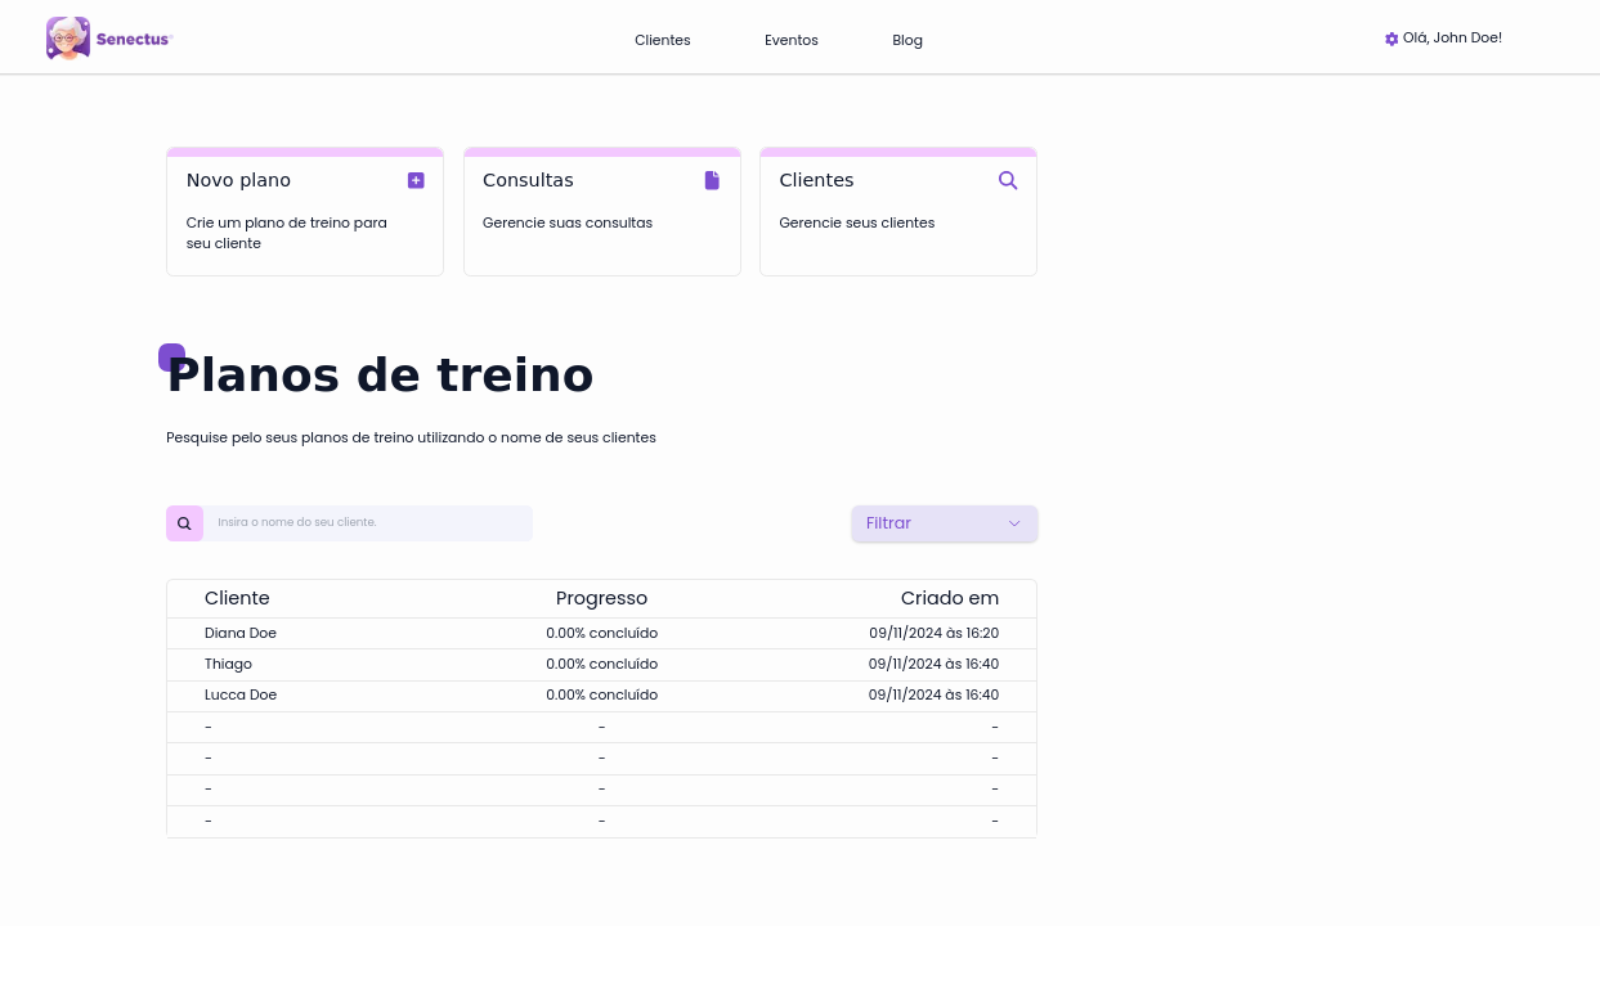 Senectus
Clientes Eventos Blog
Olá, John Doe!
Novo plano
Crie um plano de treino para
seu cliente
Consultas
Gerencie suas consultas
Clientes
Gerencie seus clientes
Planos de treino
Pesquise pelo seus planos de treino utilizando o nome de seus clientes
Insira o nome do seu cliente.
Filtrar
Cliente Progresso Criado em
Diana Doe 0.00% concluído 09/11/2024 às 16:20
Thiago 0.00% concluído 09/11/2024 às 16:40
Lucca Doe 0.00% concluído 09/11/2024 às 16:40
- - -
- - -
- - -
- - -